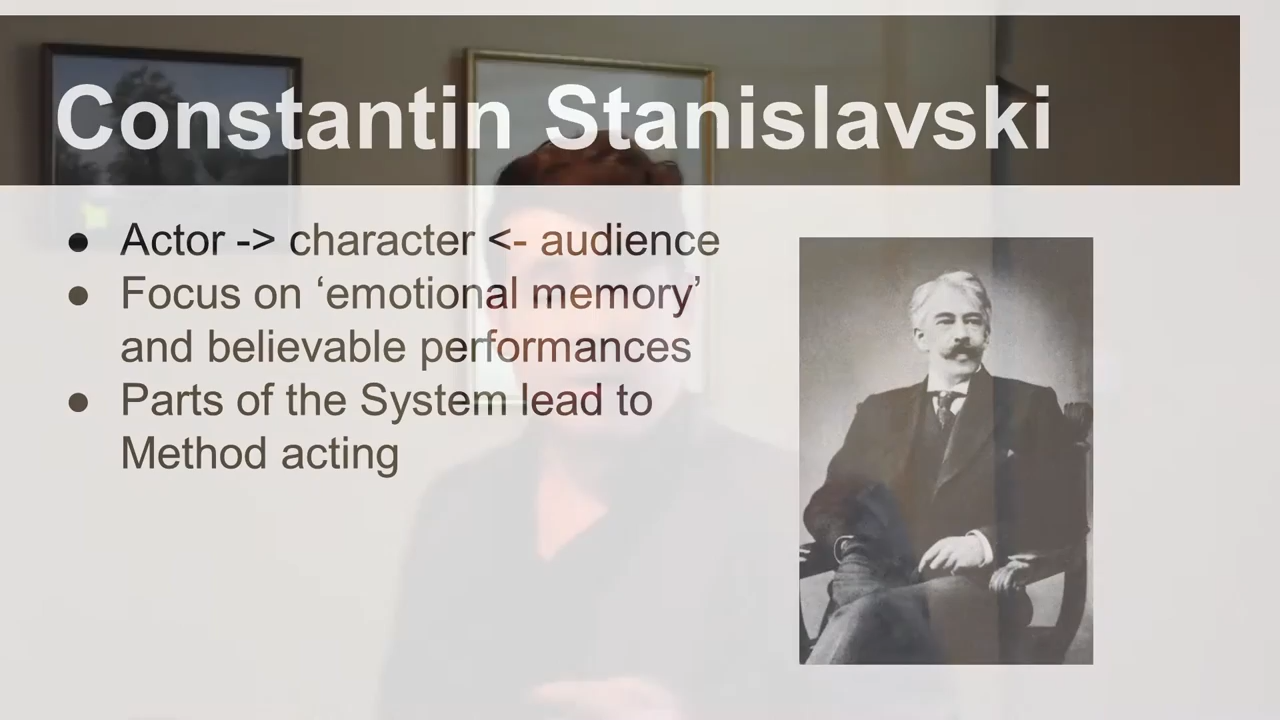 Constantin Stanislavski
● Actor -> character <- audience
● Focus on ‘emotional memory’
and believable performances
● Parts of the System lead to
Method acting